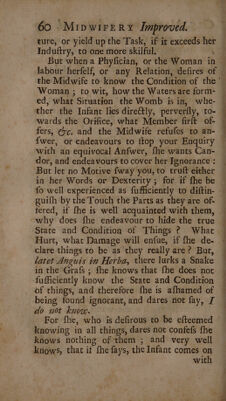 60 MIDWIFERY Improved.
ture, or yield up the Task, if it exceeds her
Induſtry, to one more skilful.
But when a Phyſician, or the Woman in
labour herſelf, or any Relation, deſires of
the Midwife to know the Condition of the
Woman ; to wit, how the Waters are form-
ed, what Situation the Womb is in, whe-
ther the Infant lies directly, perverſly, to-
wards the Orifice, what Member firſt of-
fers, &c. and the Midwife refuſes to an-
ſwer, or endeavours to ſtop your Enquiry
with an equivocal Anſwer, ſhe wants Can-
dor, and endeavours to cover her Ignorance :
But let no Motive ſway you, to truſt either
in her Words or Dexterity ; for if ſhe be
ſo well experienced as ſufficiently to diſtin-
guiſh by the Touch the Parts as they are of-
fered, if ſhe is well acquainted with them,
why does ſhe endeavour to hide the true
State and Condition of Things ? What
Hurt, what Damage will enſue, if ſhe de-
clare things to be as they really are ? But,
latet Anguis in Herba, there lurks a Snake
in the Graſs ; ſhe knows that ſhe does not
ſufficiently know the State and Condition
of things, and therefore ſhe is aſhamed of
being found ignorant, and dares not ſay, I
do not know.
For ſhe, who is deſirous to be eſteemed
knowing in all things, dares not confeſs ſhe
knows nothing of them ; and very well
knows, that if ſhe ſays, the Infant comes on
with